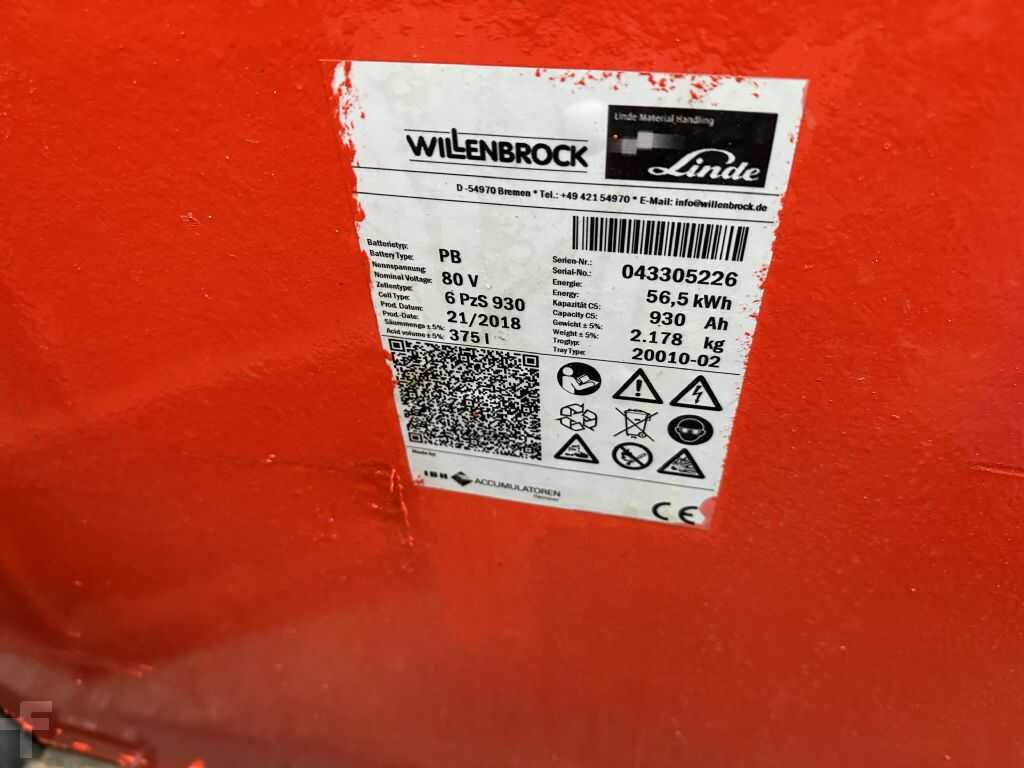 WILLENBROCK
Linde Material Handling
Linde
D-54970 Bremen * Tel.: +49 421 54970 * E-Mail: info@willenbrock.de
Batterietyp:
Battery Type: PB
Nennspannung:
Nominal Voltage: 80 V
Zellentype:
Cell Type: 6 PzS 930
Prod. Datum:
Prod.-Date: 21/2018
Säurenmenga ± 5%:
Acid volume ± 5%: 375 l
Serien-Nr.:
Serial-No.: 043305226
Energie:
Energy: 56,5 kWh
Kapazität C5:
Capacity C5: 930 Ah
Gewicht ± 5%:
Weight ± 5%: 2.178 kg
Trogtyp:
Tray Type: 20010-02
Made by:
IBH ACCUMULATOREN
Hannover
CE
F